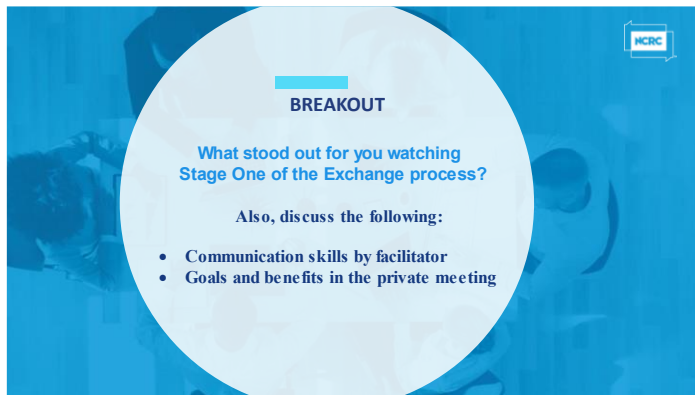 NCRC
BREAKOUT
What stood out for you watching
Stage One of the Exchange process?
Also, discuss the following:
• Communication skills by facilitator
• Goals and benefits in the private meeting